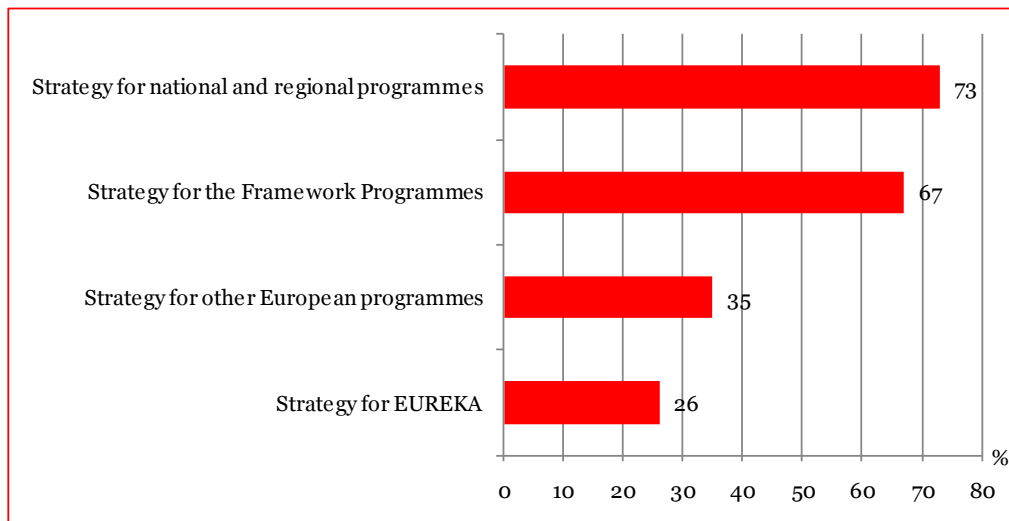 Strategy for national and regional programmes
73
Strategy for the Framework Programmes
67
Strategy for other European programmes
35
Strategy for EUREKA
26
%
0 10 20 30 40 50 60 70 80